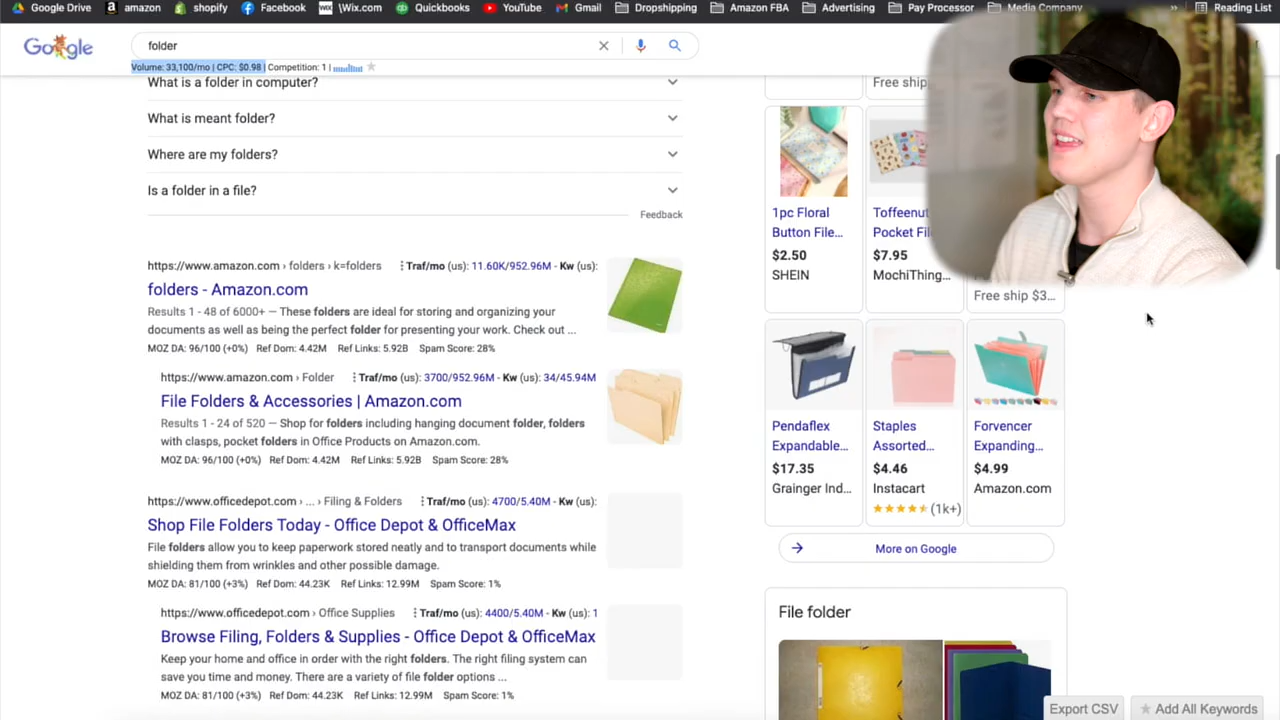 Google Drive amazon shopify Facebook WiX \Wix.com Quickbooks YouTube Gmail Dropshipping Amazon FBA Advertising Pay Processor Media Company » Reading List
Google
folder
Volume: 33,100/mo | CPC: $0.98 | Competition: 1 |
What is a folder in computer?
What is meant folder?
Where are my folders?
Is a folder in a file?
Feedback
https://www.amazon.com › folders › k=folders Traf/mo (us): 11.60K/952.96M - Kw (us):
folders - Amazon.com
Results 1 - 48 of 6000+ — These folders are ideal for storing and organizing your
documents as well as being the perfect folder for presenting your work. Check out ...
MOZ DA: 96/100 (+0%) Ref Dom: 4.42M Ref Links: 5.92B Spam Score: 28%
https://www.amazon.com › Folder Traf/mo (us): 3700/952.96M - Kw (us): 34/45.94M
File Folders & Accessories | Amazon.com
Results 1 - 24 of 520 — Shop for folders including hanging document folder, folders
with clasps, pocket folders in Office Products on Amazon.com.
MOZ DA: 96/100 (+0%) Ref Dom: 4.42M Ref Links: 5.92B Spam Score: 28%
https://www.officedepot.com › ... › Filing & Folders Traf/mo (us): 4700/5.40M - Kw (us):
Shop File Folders Today - Office Depot & OfficeMax
File folders allow you to keep paperwork stored neatly and to transport documents while
shielding them from wrinkles and other possible damage.
MOZ DA: 81/100 (+3%) Ref Dom: 44.23K Ref Links: 12.99M Spam Score: 1%
https://www.officedepot.com › Office Supplies Traf/mo (us): 4400/5.40M - Kw (us): 1
Browse Filing, Folders & Supplies - Office Depot & OfficeMax
Keep your home and office in order with the right folders. The right filing system can
save you time and money. There are a variety of file folder options ...
MOZ DA: 81/100 (+3%) Ref Dom: 44.23K Ref Links: 12.99M Spam Score: 1%
Free ship
1pc Floral
Button File...
$2.50
SHEIN
Toffeenut
Pocket Fi
$7.95
MochiThing...
Free ship $3...
Pendaflex
Expandable...
$17.35
Grainger Ind...
Staples
Assorted...
$4.46
Instacart
(1k+)
Forvencer
Expanding...
$4.99
Amazon.com
More on Google
File folder
Export CSV
Add All Keywords